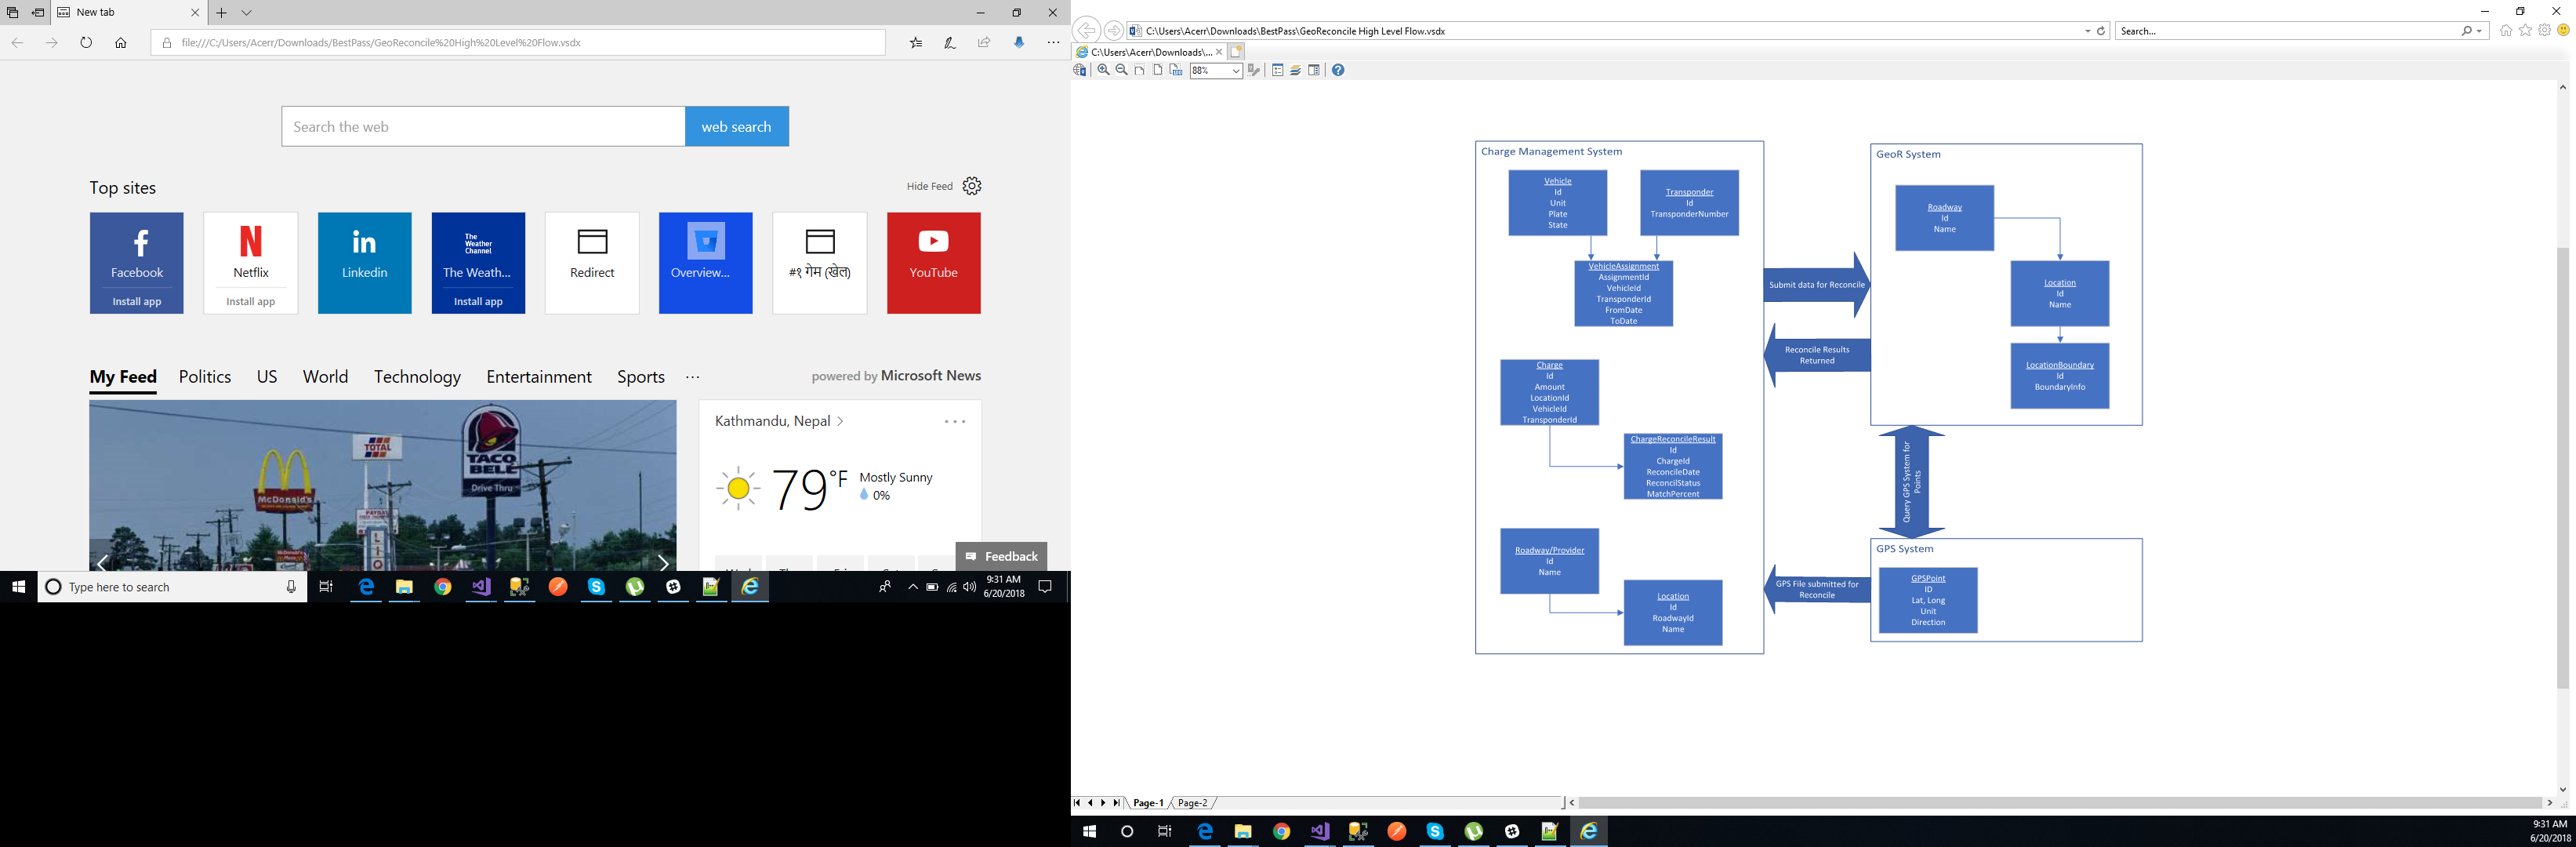 New tab
file:///C:/Users/Acerr/Downloads/BestPass/GeoReconcile%20High%20Level%20Flow.vsdx
Search the web
web search
Top sites
Hide Feed
Facebook
Install app
Netflix
Install app
Linkedin
The Weather Channel
The Weath...
Install app
Redirect
Overview...
#१ गेम (खेल)
YouTube
My Feed
Politics
US
World
Technology
Entertainment
Sports
powered by Microsoft News
McDonald's
TOTAL
TACO BELL
Drive Thru
Kathmandu, Nepal
79°F
Mostly Sunny
0%
Feedback
Type here to search
9:31 AM
6/20/2018
C:\Users\Acerr\Downloads\BestPass\GeoReconcile High Level Flow.vsdx
Search...
C:\Users\Acerr\Downloads\...
88%
Charge Management System
Vehicle
Id
Unit
Plate
State
Transponder
Id
TransponderNumber
VehicleAssignment
AssignmentId
VehicleId
TransponderId
FromDate
ToDate
Charge
Id
Amount
LocationId
VehicleId
TransponderId
ChargeReconcileResult
Id
ChargeId
ReconcileDate
ReconcilStatus
MatchPercent
Roadway/Provider
Id
Name
Location
Id
RoadwayId
Name
Submit data for Reconcile
Reconcile Results
Returned
GPS File submitted for
Reconcile
GeoR System
Roadway
Id
Name
Location
Id
Name
LocationBoundary
Id
BoundaryInfo
Query GPS System for
Points
GPS System
GPSPoint
ID
Lat, Long
Unit
Direction
Page-1
Page-2
9:31 AM
6/20/2018